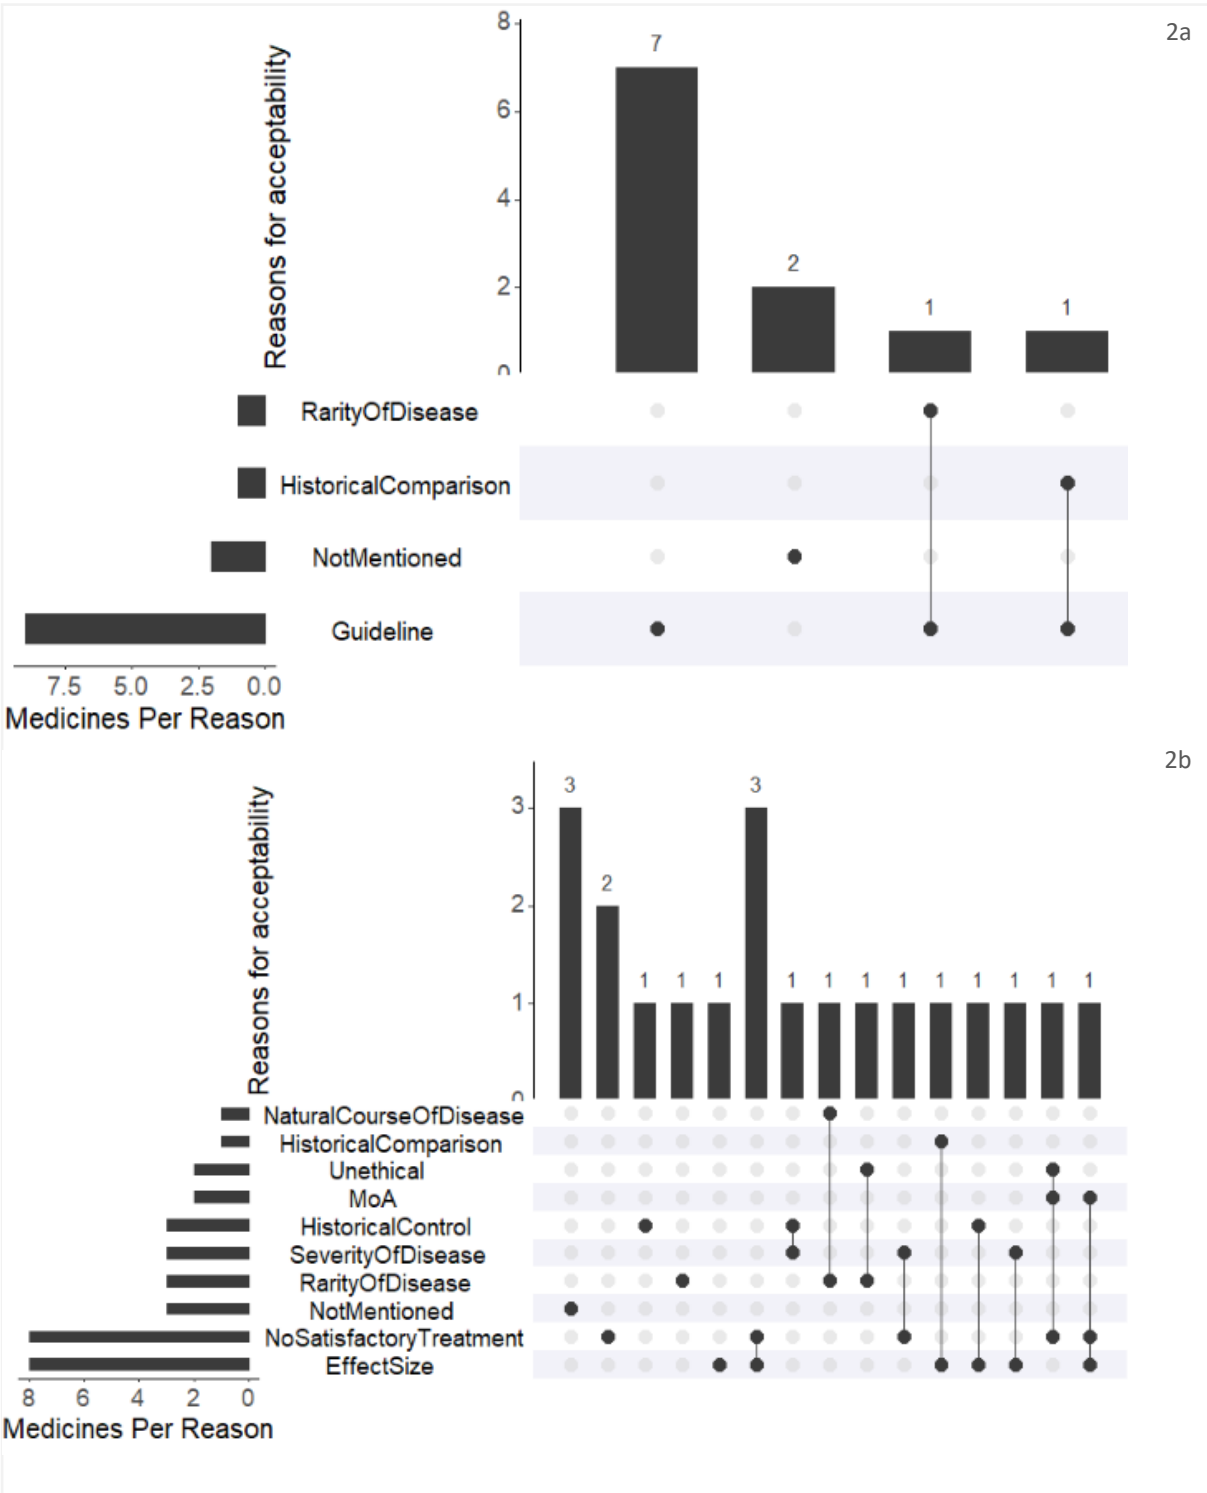 2a
Reasons for acceptability
8
6
4
2
0
7
2
1
1
RarityOfDisease
HistoricalComparison
NotMentioned
Guideline
7.5 5.0 2.5 0.0
Medicines Per Reason
2b
Reasons for acceptability
3
2
1
0
3
2
1
1
1
3
1
1
1
1
1
1
1
1
1
NaturalCourseOfDisease
HistoricalComparison
Unethical
MoA
HistoricalControl
SeverityOfDisease
RarityOfDisease
NotMentioned
NoSatisfactoryTreatment
EffectSize
8 6 4 2 0
Medicines Per Reason